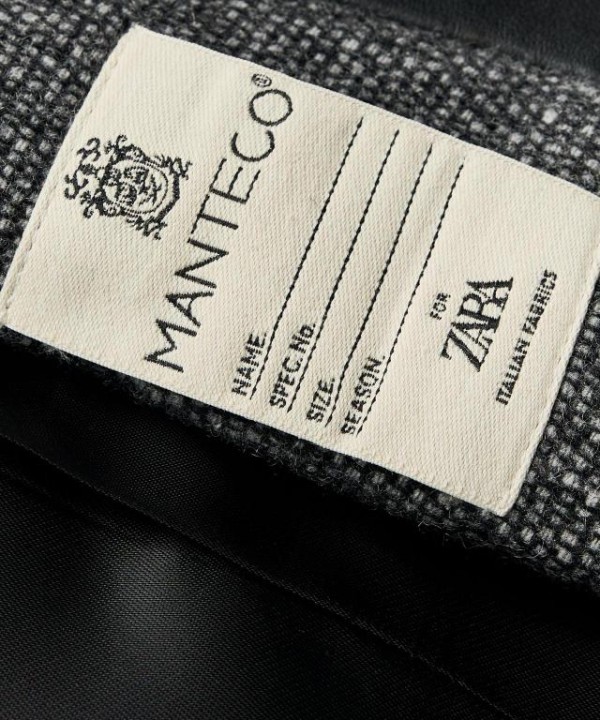 MANTECO®
NAME.
SPEC. No.
SIZE.
SEASON.
FOR
ZARA
ITALIAN FABRICS